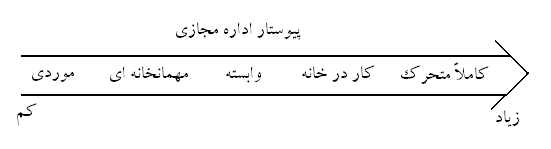 پیوستار اداره مجازی
کاملاً متحرک کار در خانه وابسته مهمانخانه ای موردی
زیاد
کم